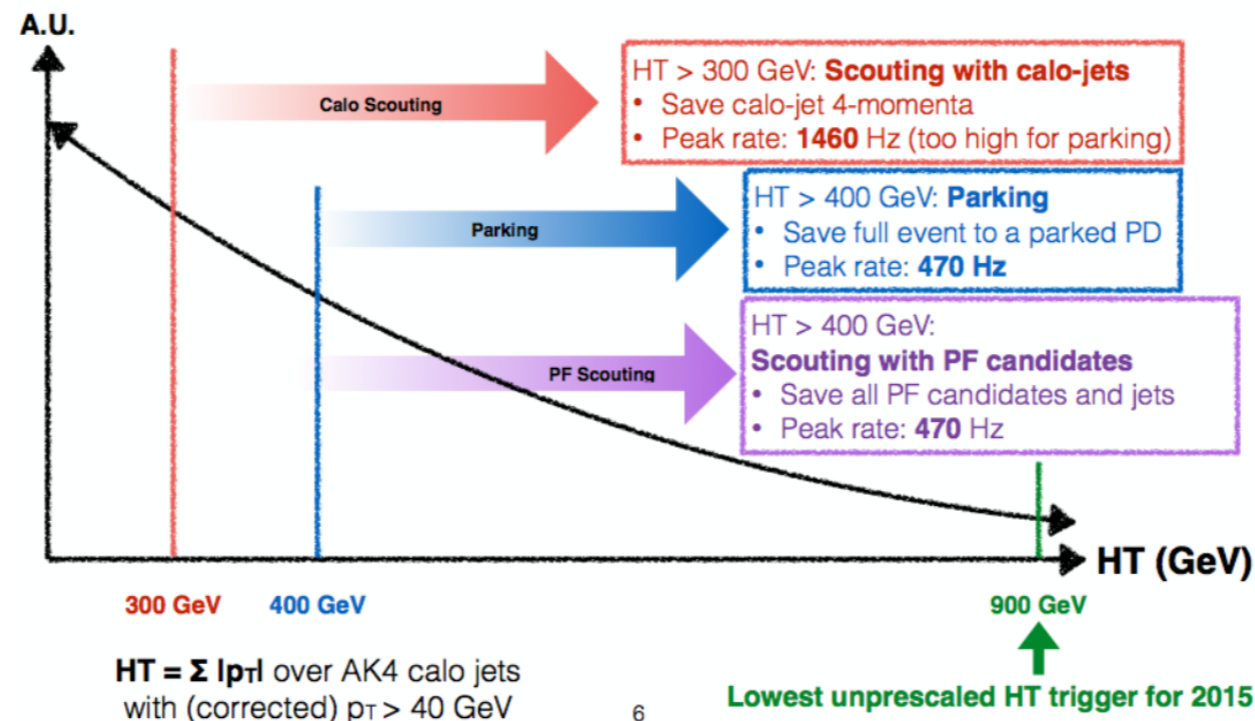 A.U.
Calo Scouting
HT > 300 GeV: Scouting with calo-jets
• Save calo-jet 4-momenta
• Peak rate: 1460 Hz (too high for parking)
Parking
HT > 400 GeV: Parking
• Save full event to a parked PD
• Peak rate: 470 Hz
PF Scouting
HT > 400 GeV:
Scouting with PF candidates
• Save all PF candidates and jets
• Peak rate: 470 Hz
HT (GeV)
300 GeV
400 GeV
900 GeV
HT = Σ |pT| over AK4 calo jets
with (corrected) pT > 40 GeV
Lowest unprescaled HT trigger for 2015
6